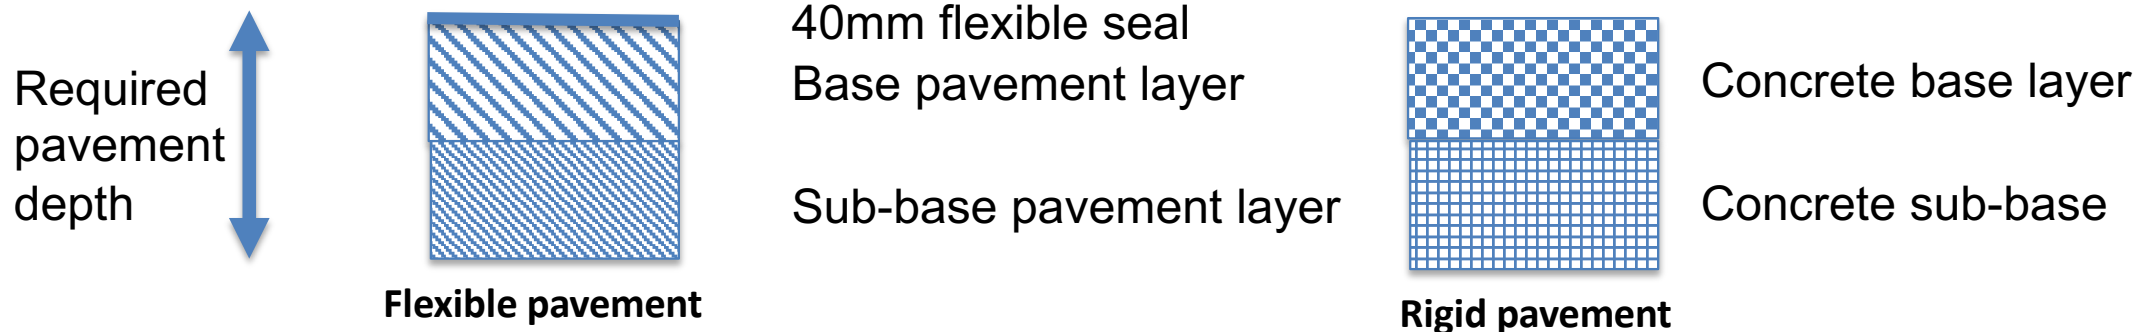 Required
pavement
depth
40mm flexible seal
Base pavement layer
Sub-base pavement layer
Flexible pavement
Concrete base layer
Concrete sub-base
Rigid pavement